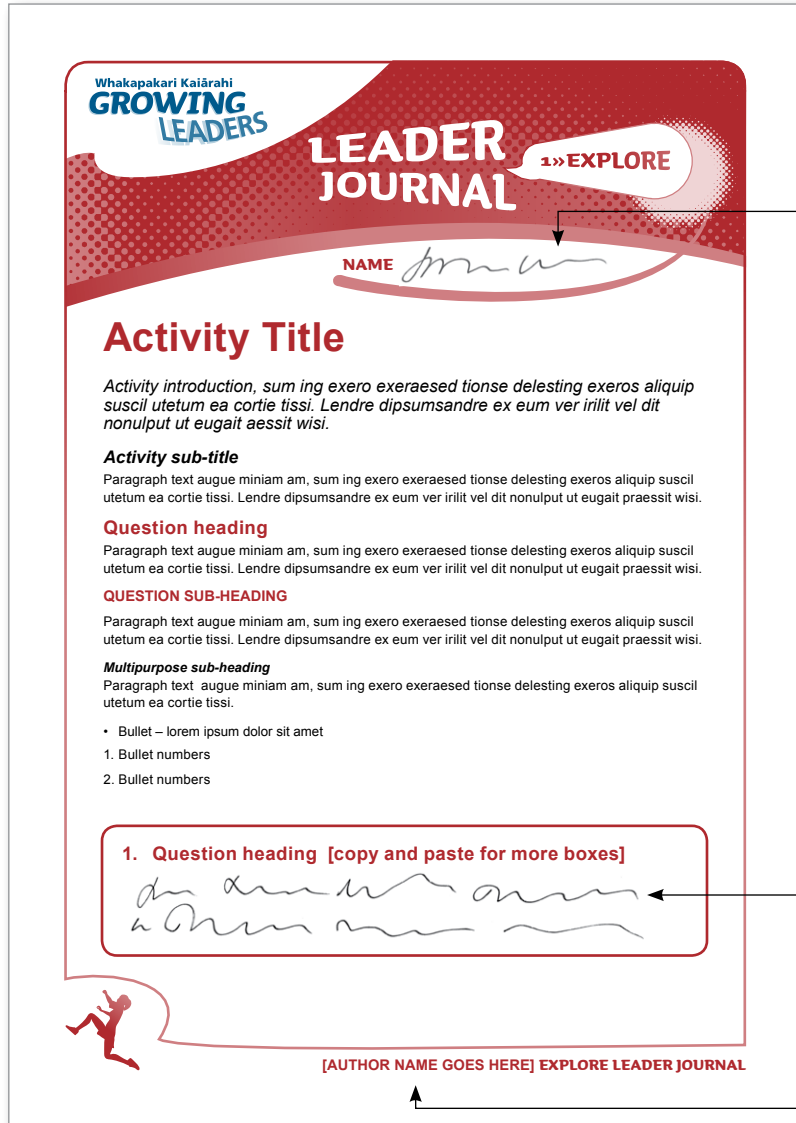 Whakapakari Kaiārahi
GROWING
LEADERS
LEADER
JOURNAL
1»EXPLORE
NAME
Activity Title
Activity introduction, sum ing exero exeraesed tionse delesting exeros aliquip
suscil utetum ea cortie tissi. Lendre dipsumsandre ex eum ver irilit vel dit
nonulput ut eugait aessit wisi.
Activity sub-title
Paragraph text augue miniam am, sum ing exero exeraesed tionse delesting exeros aliquip suscil
utetum ea cortie tissi. Lendre dipsumsandre ex eum ver irilit vel dit nonulput ut eugait praessit wisi.
Question heading
Paragraph text augue miniam am, sum ing exero exeraesed tionse delesting exeros aliquip suscil
utetum ea cortie tissi. Lendre dipsumsandre ex eum ver irilit vel dit nonulput ut eugait praessit wisi.
QUESTION SUB-HEADING
Paragraph text augue miniam am, sum ing exero exeraesed tionse delesting exeros aliquip suscil
utetum ea cortie tissi. Lendre dipsumsandre ex eum ver irilit vel dit nonulput ut eugait praessit wisi.
Multipurpose sub-heading
Paragraph text  augue miniam am, sum ing exero exeraesed tionse delesting exeros aliquip suscil
utetum ea cortie tissi.
• Bullet – lorem ipsum dolor sit amet
1. Bullet numbers
2. Bullet numbers
1. Question heading [copy and paste for more boxes]
[AUTHOR NAME GOES HERE] EXPLORE LEADER JOURNAL